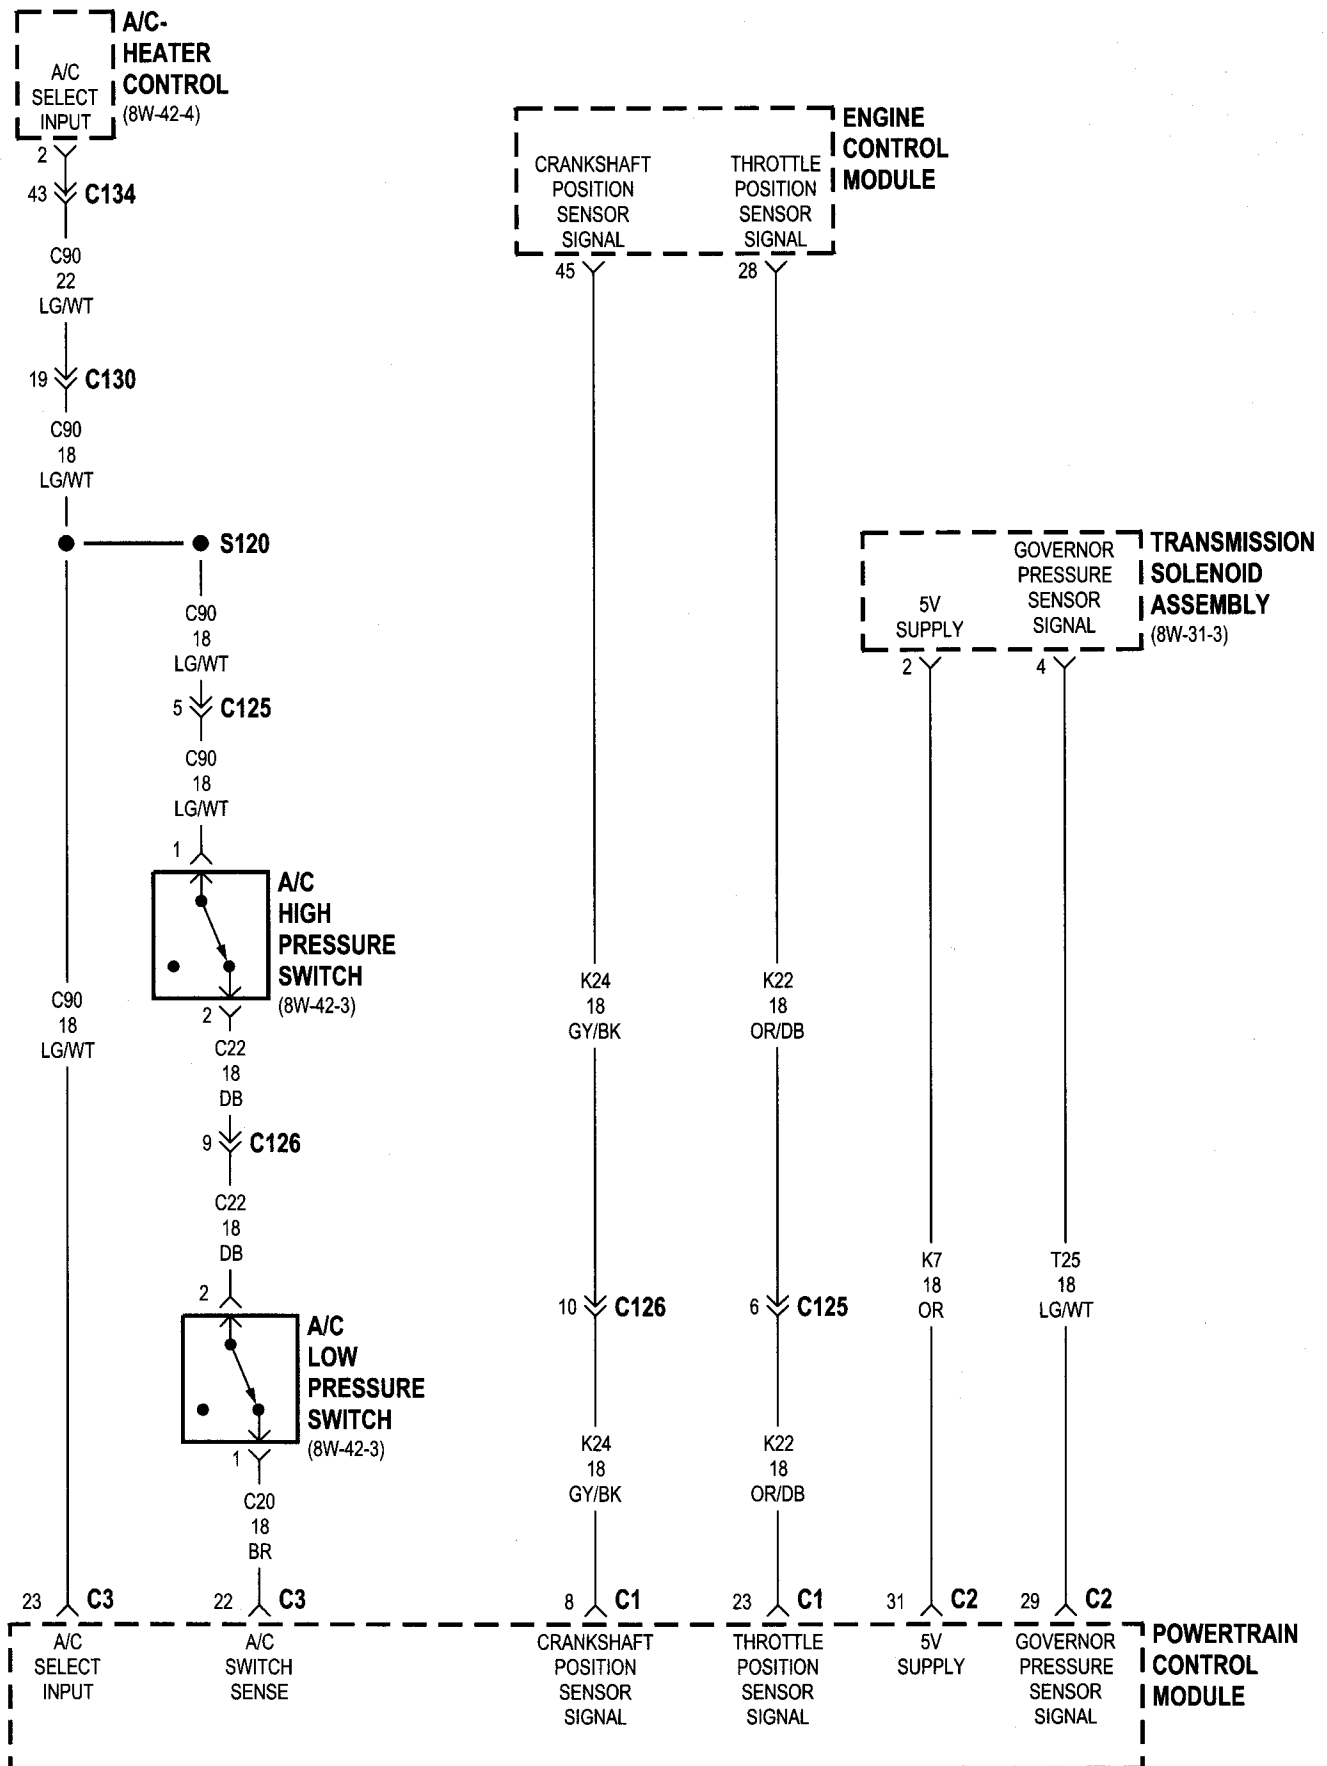 A/C-
HEATER
CONTROL
(8W-42-4)
A/C
SELECT
INPUT
2
43
C134
C90
22
LG/WT
19
C130
C90
18
LG/WT
S120
C90
18
LG/WT
5
C125
C90
18
LG/WT
1
A/C
HIGH
PRESSURE
SWITCH
(8W-42-3)
2
C90
18
LG/WT
C22
18
DB
9
C126
C22
18
DB
2
A/C
LOW
PRESSURE
SWITCH
(8W-42-3)
1
C20
18
BR
ENGINE
CONTROL
MODULE
CRANKSHAFT
POSITION
SENSOR
SIGNAL
THROTTLE
POSITION
SENSOR
SIGNAL
45
28
K24
18
GY/BK
K22
18
OR/DB
10
C126
6
C125
K24
18
GY/BK
K22
18
OR/DB
TRANSMISSION
SOLENOID
ASSEMBLY
(8W-31-3)
5V
SUPPLY
GOVERNOR
PRESSURE
SENSOR
SIGNAL
2
4
K7
18
OR
T25
18
LG/WT
23
C3
22
C3
8
C1
23
C1
31
C2
29
C2
A/C
SELECT
INPUT
A/C
SWITCH
SENSE
CRANKSHAFT
POSITION
SENSOR
SIGNAL
THROTTLE
POSITION
SENSOR
SIGNAL
5V
SUPPLY
GOVERNOR
PRESSURE
SENSOR
SIGNAL
POWERTRAIN
CONTROL
MODULE